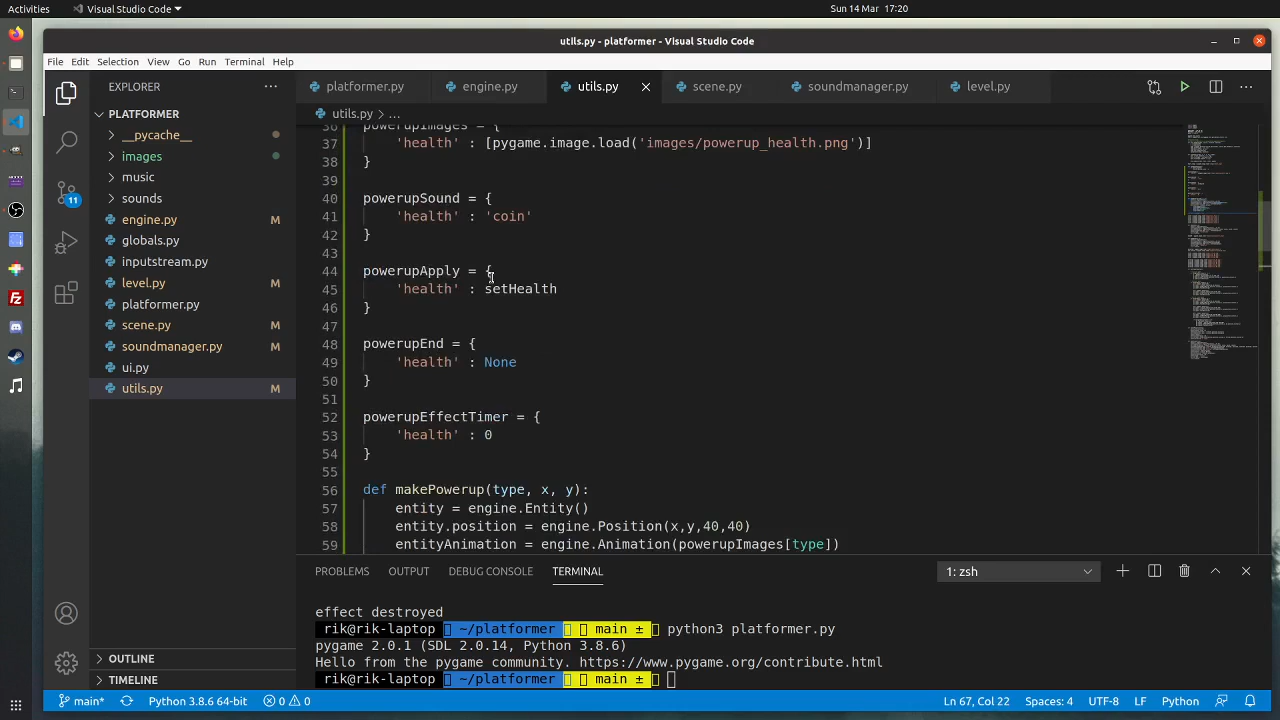 Activities Visual Studio Code Sun 14 Mar 17:20
utils.py - platformer - Visual Studio Code
File Edit Selection View Go Run Terminal Help
EXPLORER
platformer.py engine.py utils.py scene.py soundmanager.py level.py
PLATFORMER
utils.py > ...
__pycache__
images
music
sounds
engine.py M
globals.py
inputstream.py
level.py M
platformer.py
scene.py M
soundmanager.py M
ui.py
utils.py M
OUTLINE
TIMELINE
11
36 powerupImages = {
37 'health' : [pygame.image.load('images/powerup_health.png')]
38 }
39
40 powerupSound = {
41 'health' : 'coin'
42 }
43
44 powerupApply = {
45 'health' : setHealth
46 }
47
48 powerupEnd = {
49 'health' : None
50 }
51
52 powerupEffectTimer = {
53 'health' : 0
54 }
55
56 def makePowerup(type, x, y):
57 entity = engine.Entity()
58 entity.position = engine.Position(x,y,40,40)
59 entityAnimation = engine.Animation(powerupImages[type])
PROBLEMS OUTPUT DEBUG CONSOLE TERMINAL 1: zsh
effect destroyed
rik@rik-laptop ~/platformer main ± python3 platformer.py
pygame 2.0.1 (SDL 2.0.14, Python 3.8.6)
Hello from the pygame community. https://www.pygame.org/contribute.html
rik@rik-laptop ~/platformer main ±
main* Python 3.8.6 64-bit 0 0 Ln 67, Col 22 Spaces: 4 UTF-8 LF Python